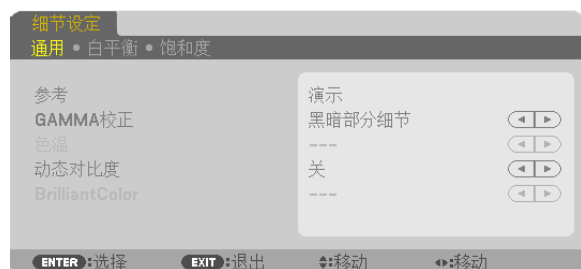 细节设定
通用 • 白平衡 • 饱和度
参考 演示
GAMMA校正 黑暗部分细节
色温 ---
动态对比度 关
BrilliantColor ---
ENTER:选择 EXIT:退出 :移动 :移动